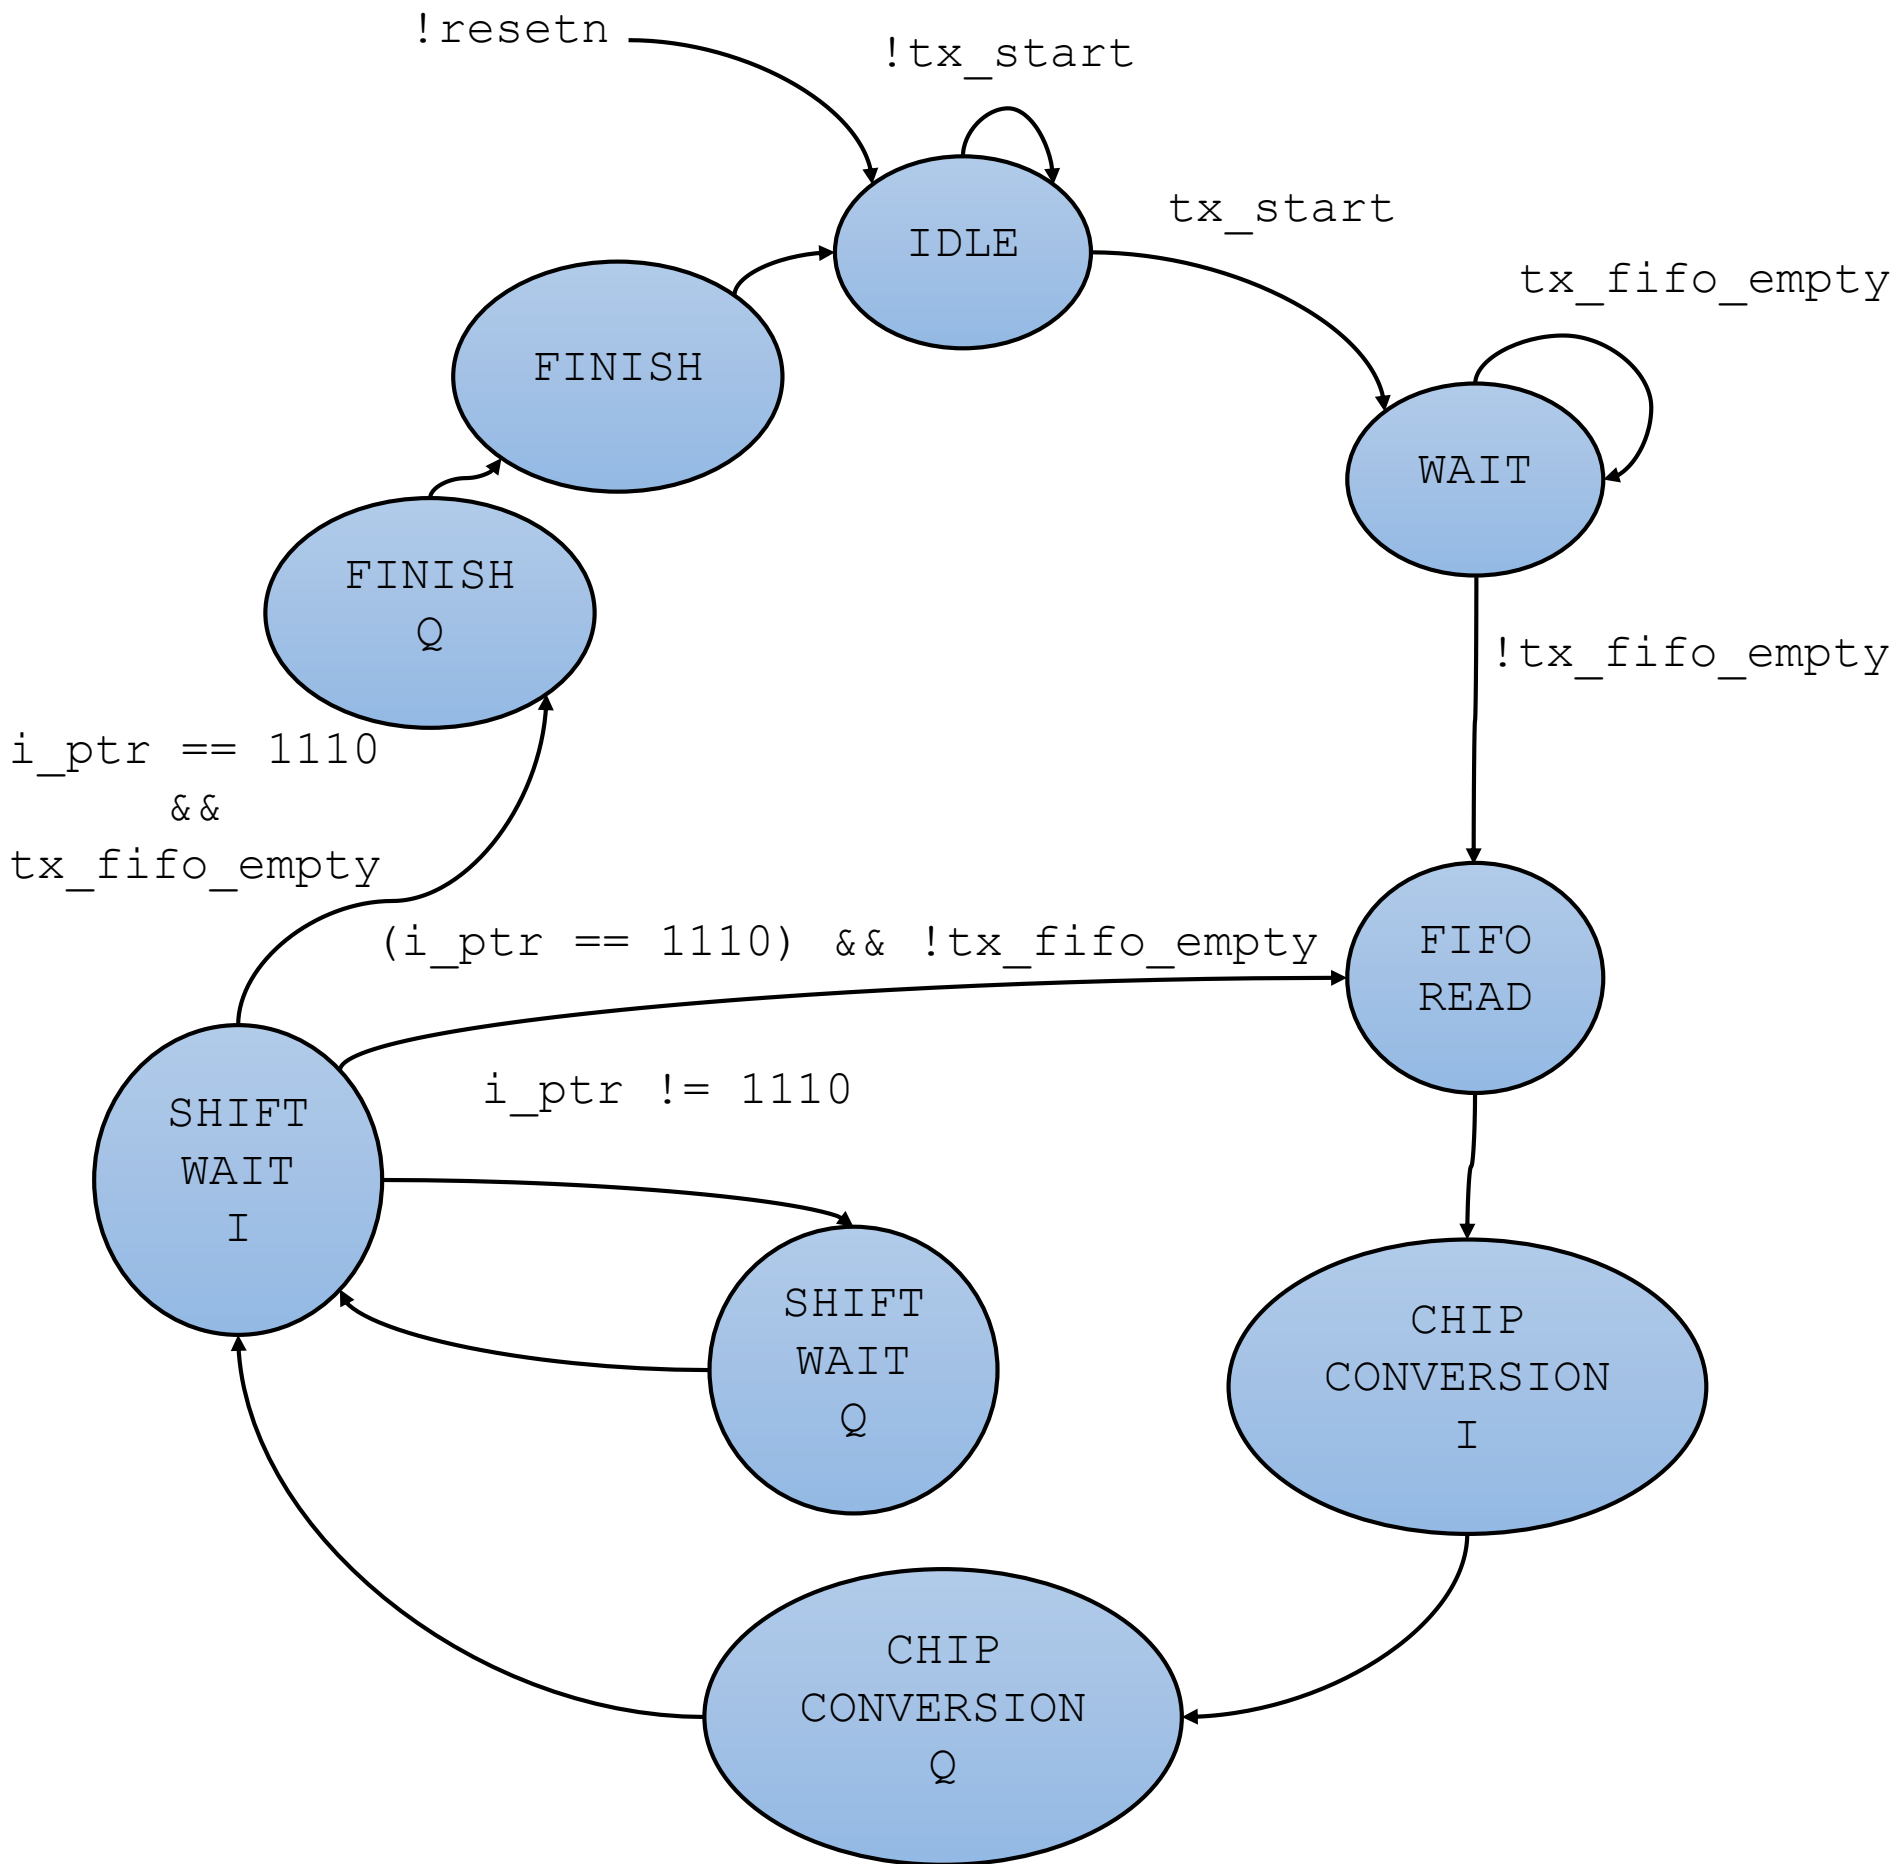 !resetn
!tx_start
tx_start
IDLE
tx_fifo_empty
FINISH
WAIT
FINISH
Q
!tx_fifo_empty
i_ptr == 1110
&&
tx_fifo_empty
(i_ptr == 1110) && !tx_fifo_empty
FIFO
READ
i_ptr != 1110
SHIFT
WAIT
I
SHIFT
WAIT
Q
CHIP
CONVERSION
I
CHIP
CONVERSION
Q